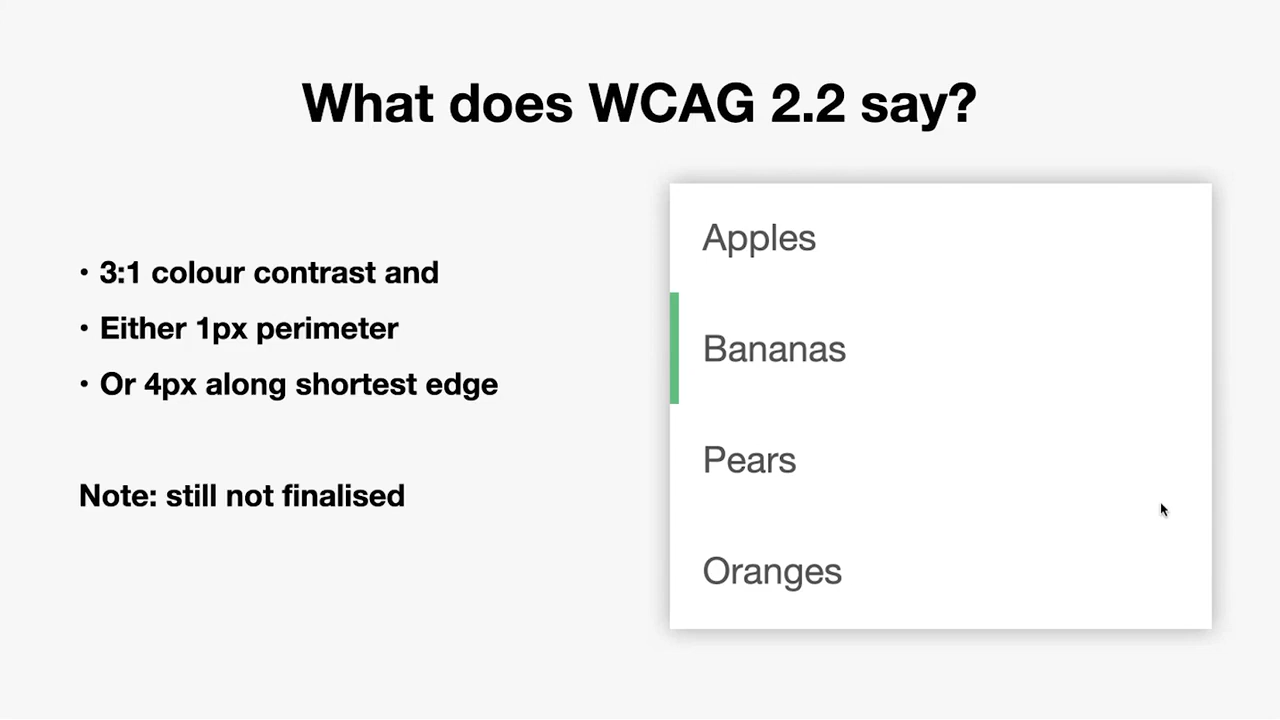 What does WCAG 2.2 say?
• 3:1 colour contrast and
• Either 1px perimeter
• Or 4px along shortest edge
Note: still not finalised
Apples
Bananas
Pears
Oranges